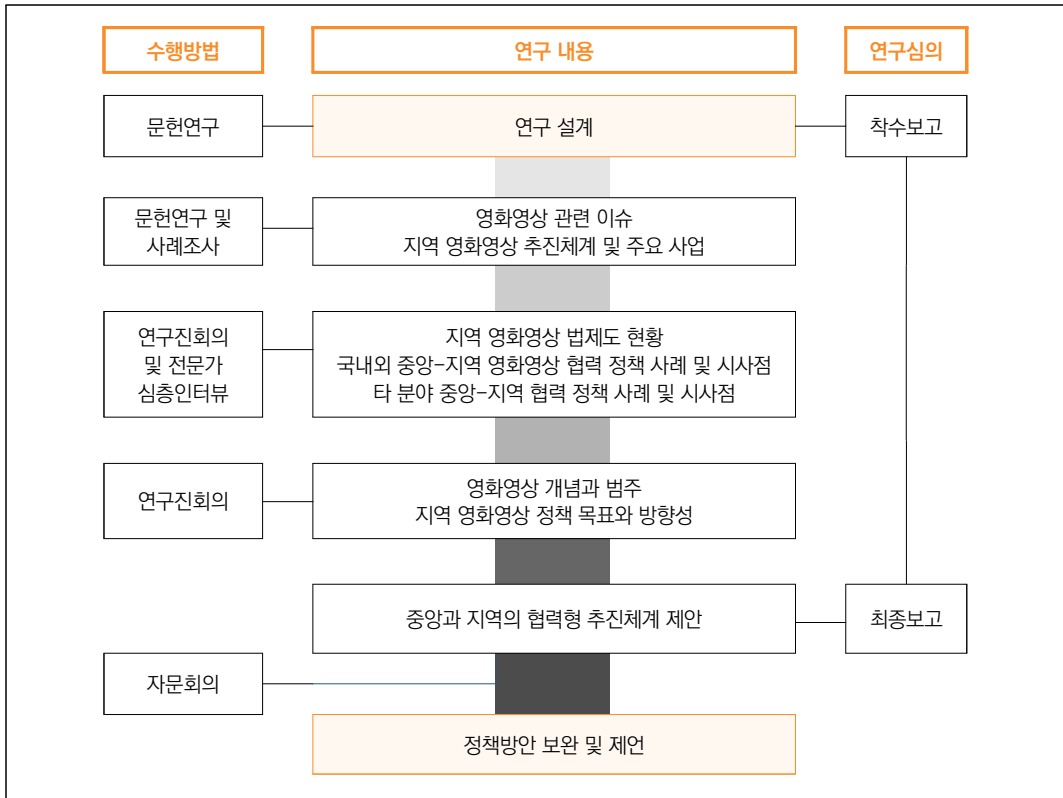 수행방법
연구 내용
연구심의
문헌연구
연구 설계
착수보고
문헌연구 및
사례조사
영화영상 관련 이슈
지역 영화영상 추진체계 및 주요 사업
연구진회의
및 전문가
심층인터뷰
지역 영화영상 법제도 현황
국내외 중앙-지역 영화영상 협력 정책 사례 및 시사점
타 분야 중앙-지역 협력 정책 사례 및 시사점
연구진회의
영화영상 개념과 범주
지역 영화영상 정책 목표와 방향성
중앙과 지역의 협력형 추진체계 제안
최종보고
자문회의
정책방안 보완 및 제언